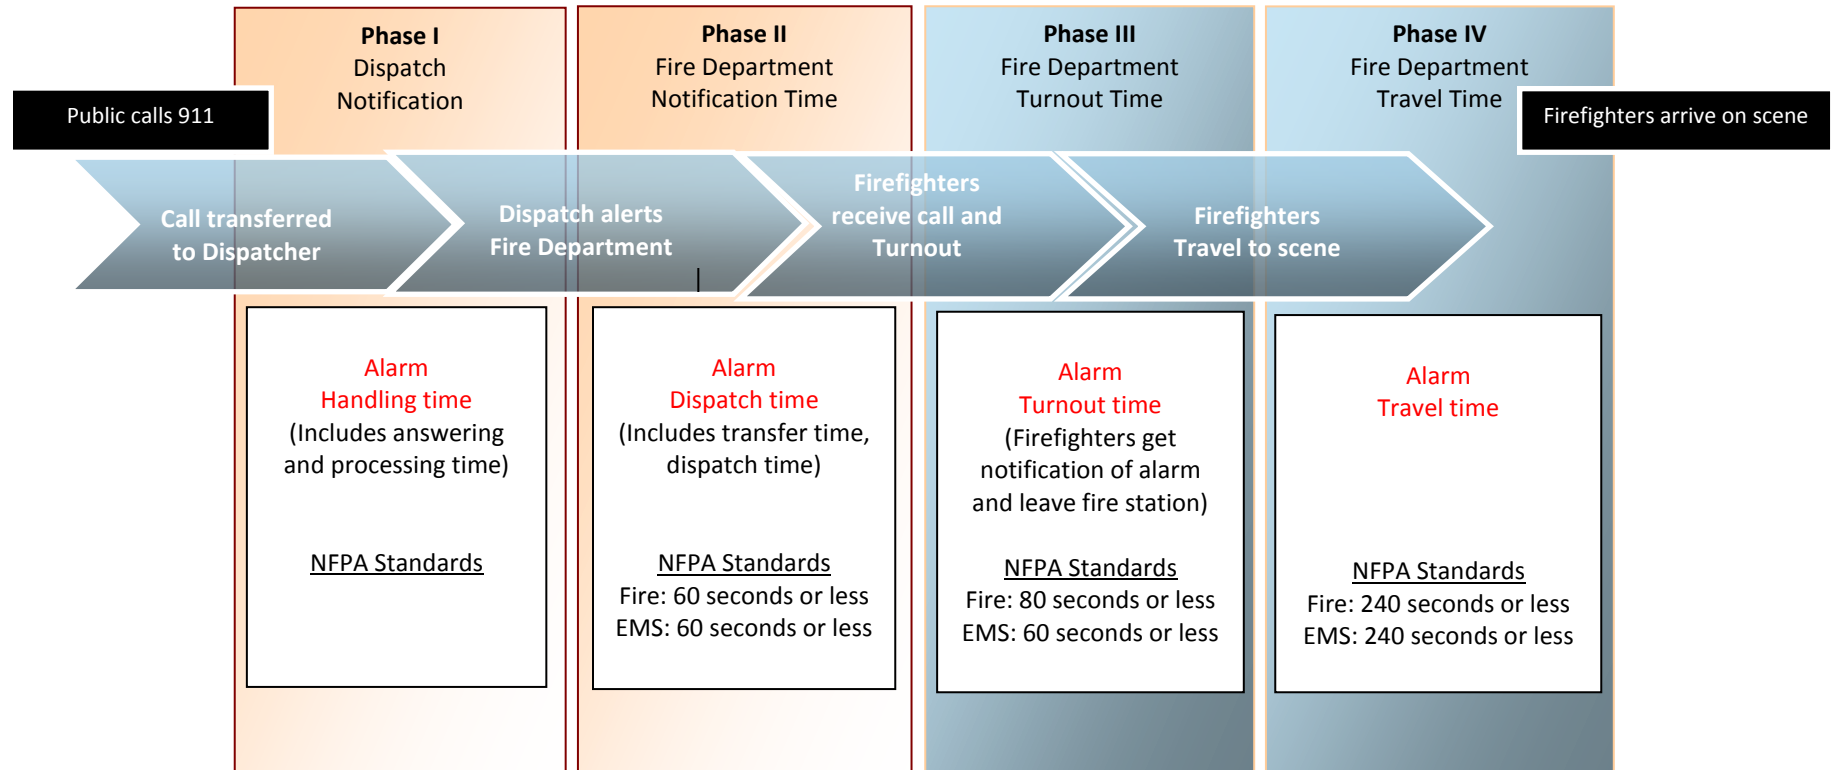 Public calls 911
Phase I
Dispatch
Notification
Phase II
Fire Department
Notification Time
Phase III
Fire Department
Turnout Time
Phase IV
Fire Department
Travel Time
Firefighters arrive on scene
Call transferred
to Dispatcher
Dispatch alerts
Fire Department
Firefighters
receive call and
Turnout
Firefighters
Travel to scene
Alarm
Handling time
(Includes answering
and processing time)
NFPA Standards
Alarm
Dispatch time
(Includes transfer time,
dispatch time)
NFPA Standards
Fire: 60 seconds or less
EMS: 60 seconds or less
Alarm
Turnout time
(Firefighters get
notification of alarm
and leave fire station)
NFPA Standards
Fire: 80 seconds or less
EMS: 60 seconds or less
Alarm
Travel time
NFPA Standards
Fire: 240 seconds or less
EMS: 240 seconds or less